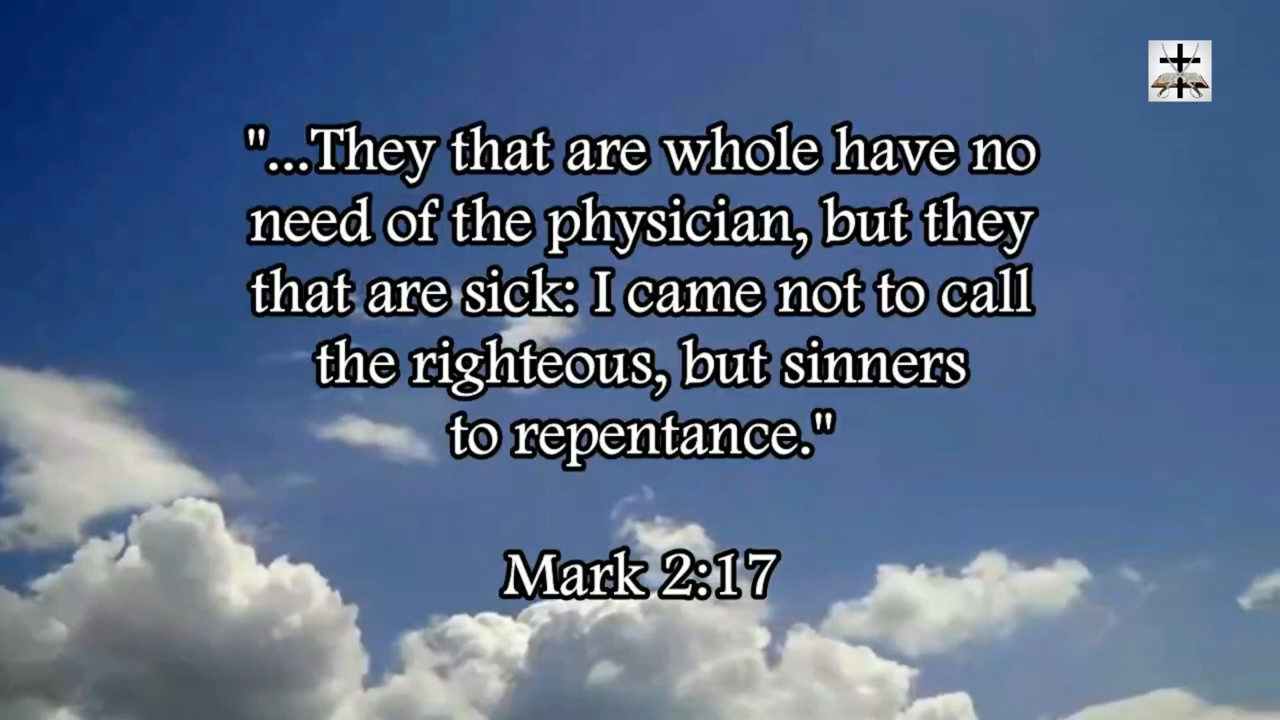 "...They that are whole have no
need of the physician, but they
that are sick: I came not to call
the righteous, but sinners
to repentance."
Mark 2:17